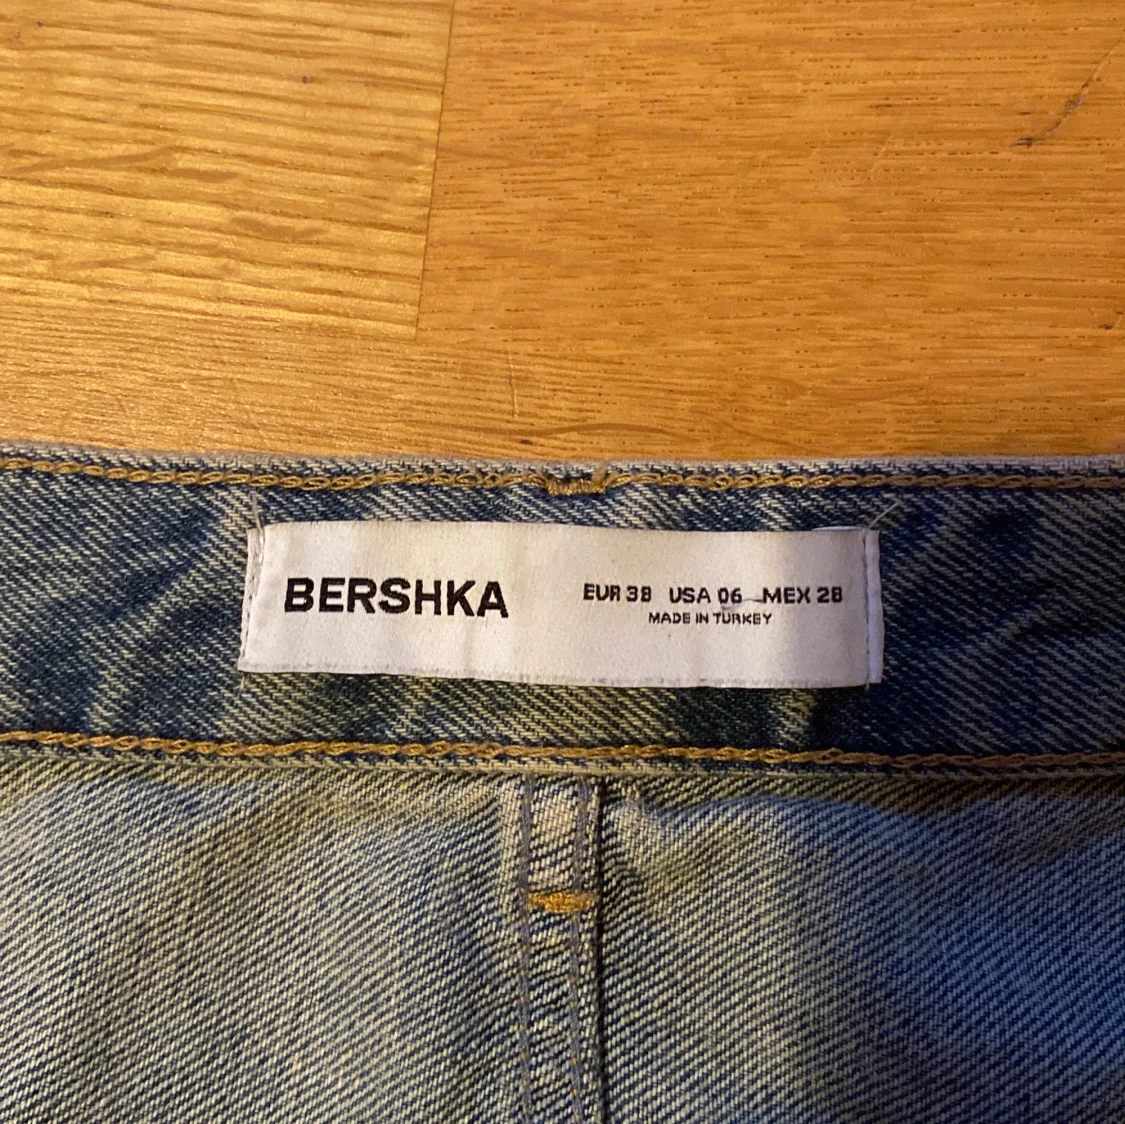 BERSHKA
EUR 38 USA 06 MEX 28
MADE IN TURKEY